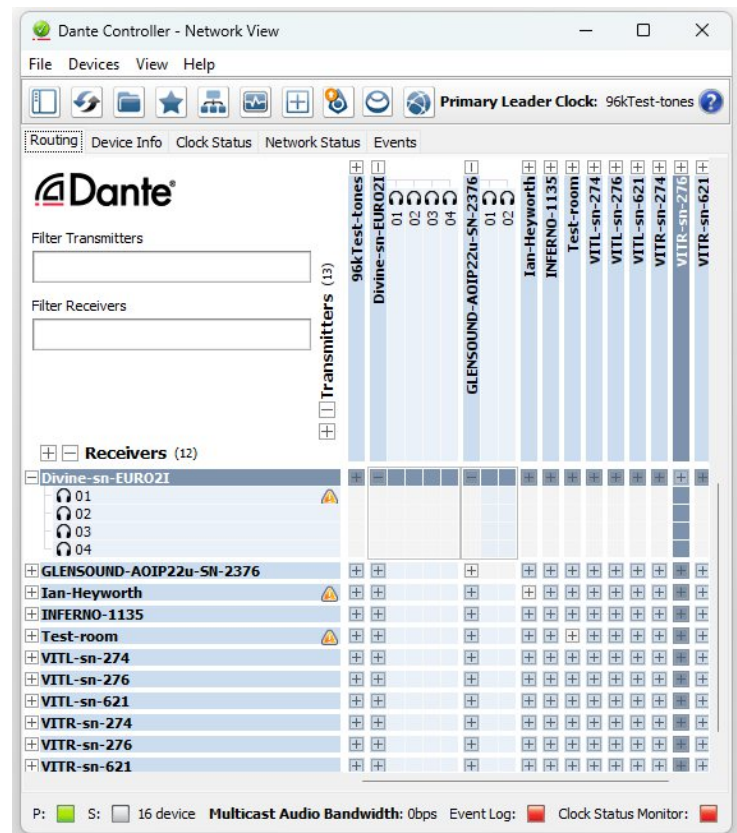 Dante Controller - Network View
File Devices View Help
Primary Leader Clock: 96kTest-tones
Routing Device Info Clock Status Network Status Events
Dante®
Filter Transmitters
Filter Receivers
Transmitters (13)
96kTest-tones
Divine-sn-EURO2I
01
02
03
04
GLENSOUND-AOIP22u-SN-2376
01
02
Ian-Heyworth
INFERNO-1135
Test-room
VITL-sn-274
VITL-sn-276
VITL-sn-621
VITR-sn-274
VITR-sn-276
VITR-sn-621
Receivers (12)
Divine-sn-EURO2I
01
02
03
04
GLENSOUND-AOIP22u-SN-2376
Ian-Heyworth
INFERNO-1135
Test-room
VITL-sn-274
VITL-sn-276
VITL-sn-621
VITR-sn-274
VITR-sn-276
VITR-sn-621
P: S: 16 device Multicast Audio Bandwidth: 0bps Event Log: Clock Status Monitor: